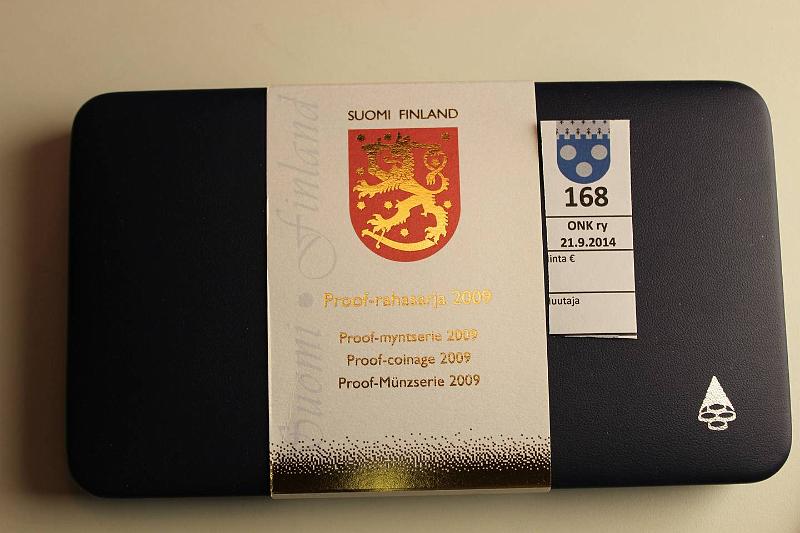 SUOMI FINLAND
Suomi • Finland
Proof-rahasarja 2009
Proof-myntserie 2009
Proof-coinage 2009
Proof-Münzserie 2009
168
ONK ry
21.9.2014
inta €
uutaja